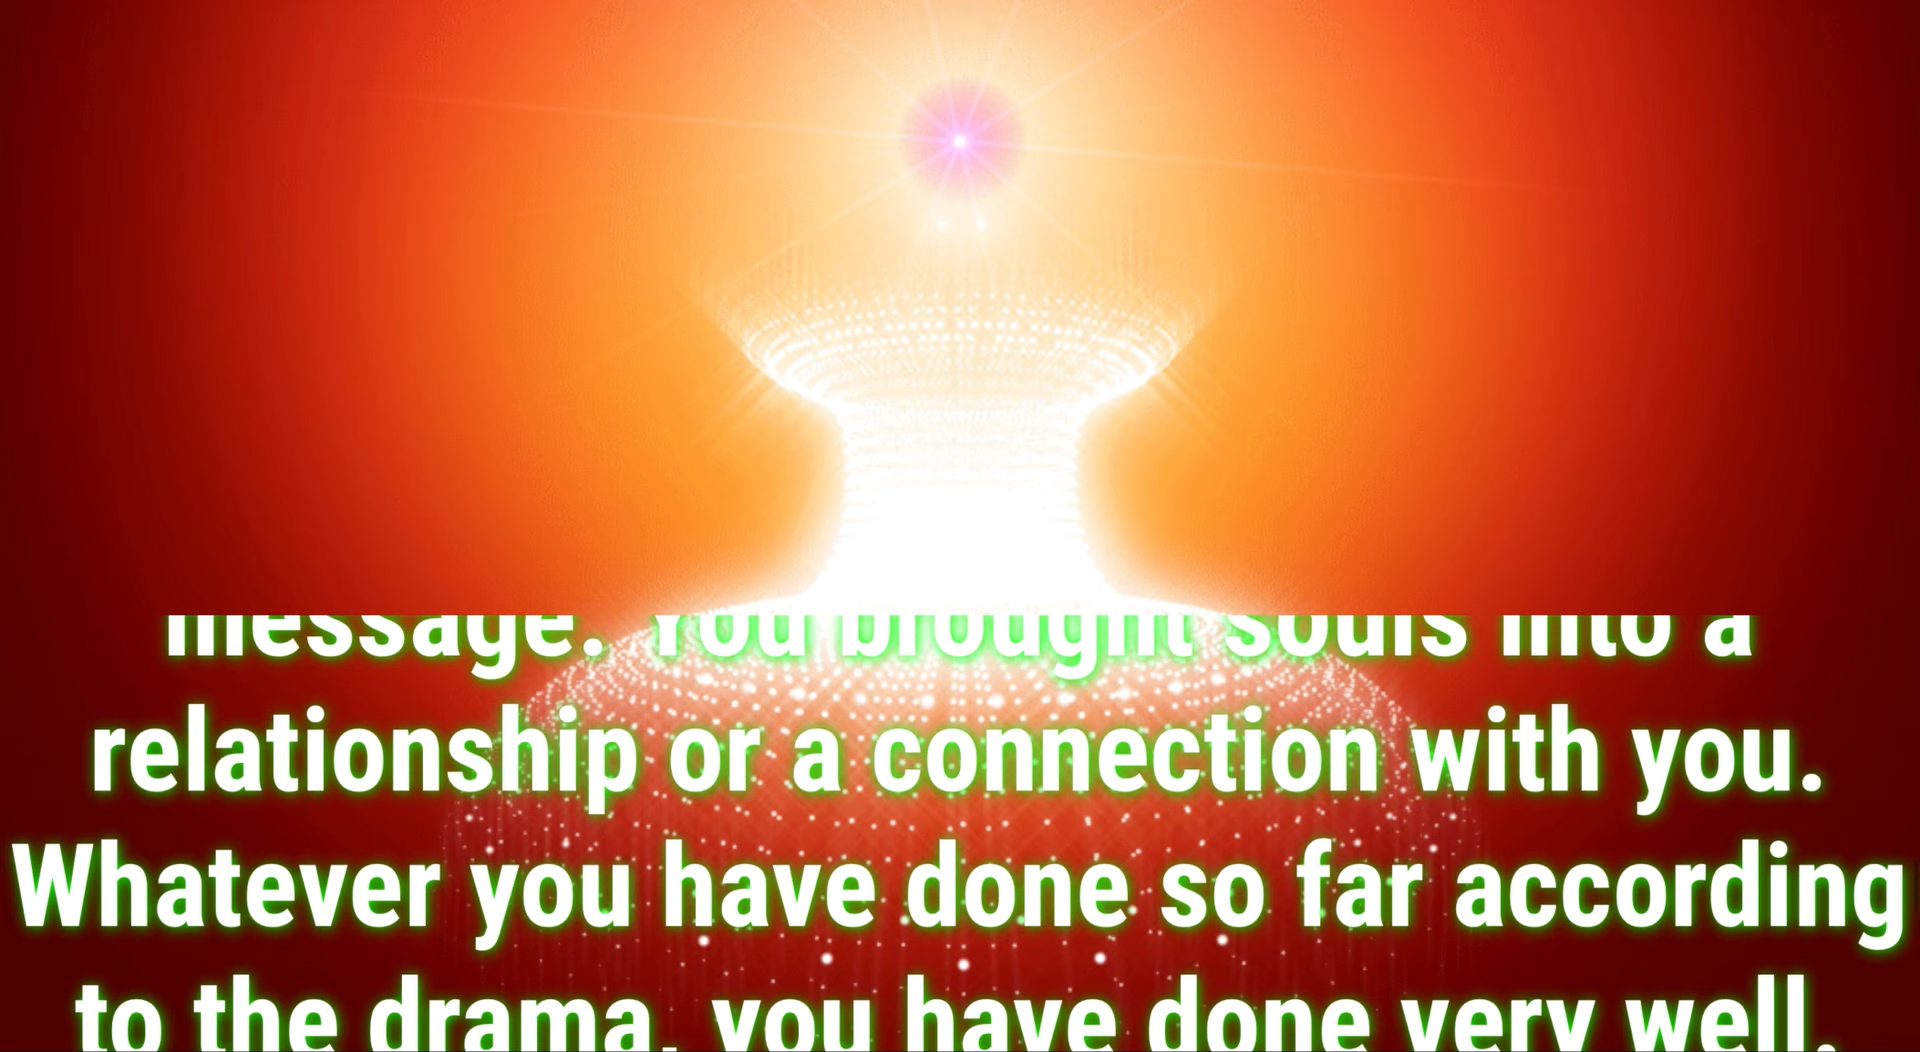 message. You brought souls into a
relationship or a connection with you.
Whatever you have done so far according
to the drama, you have done very well.